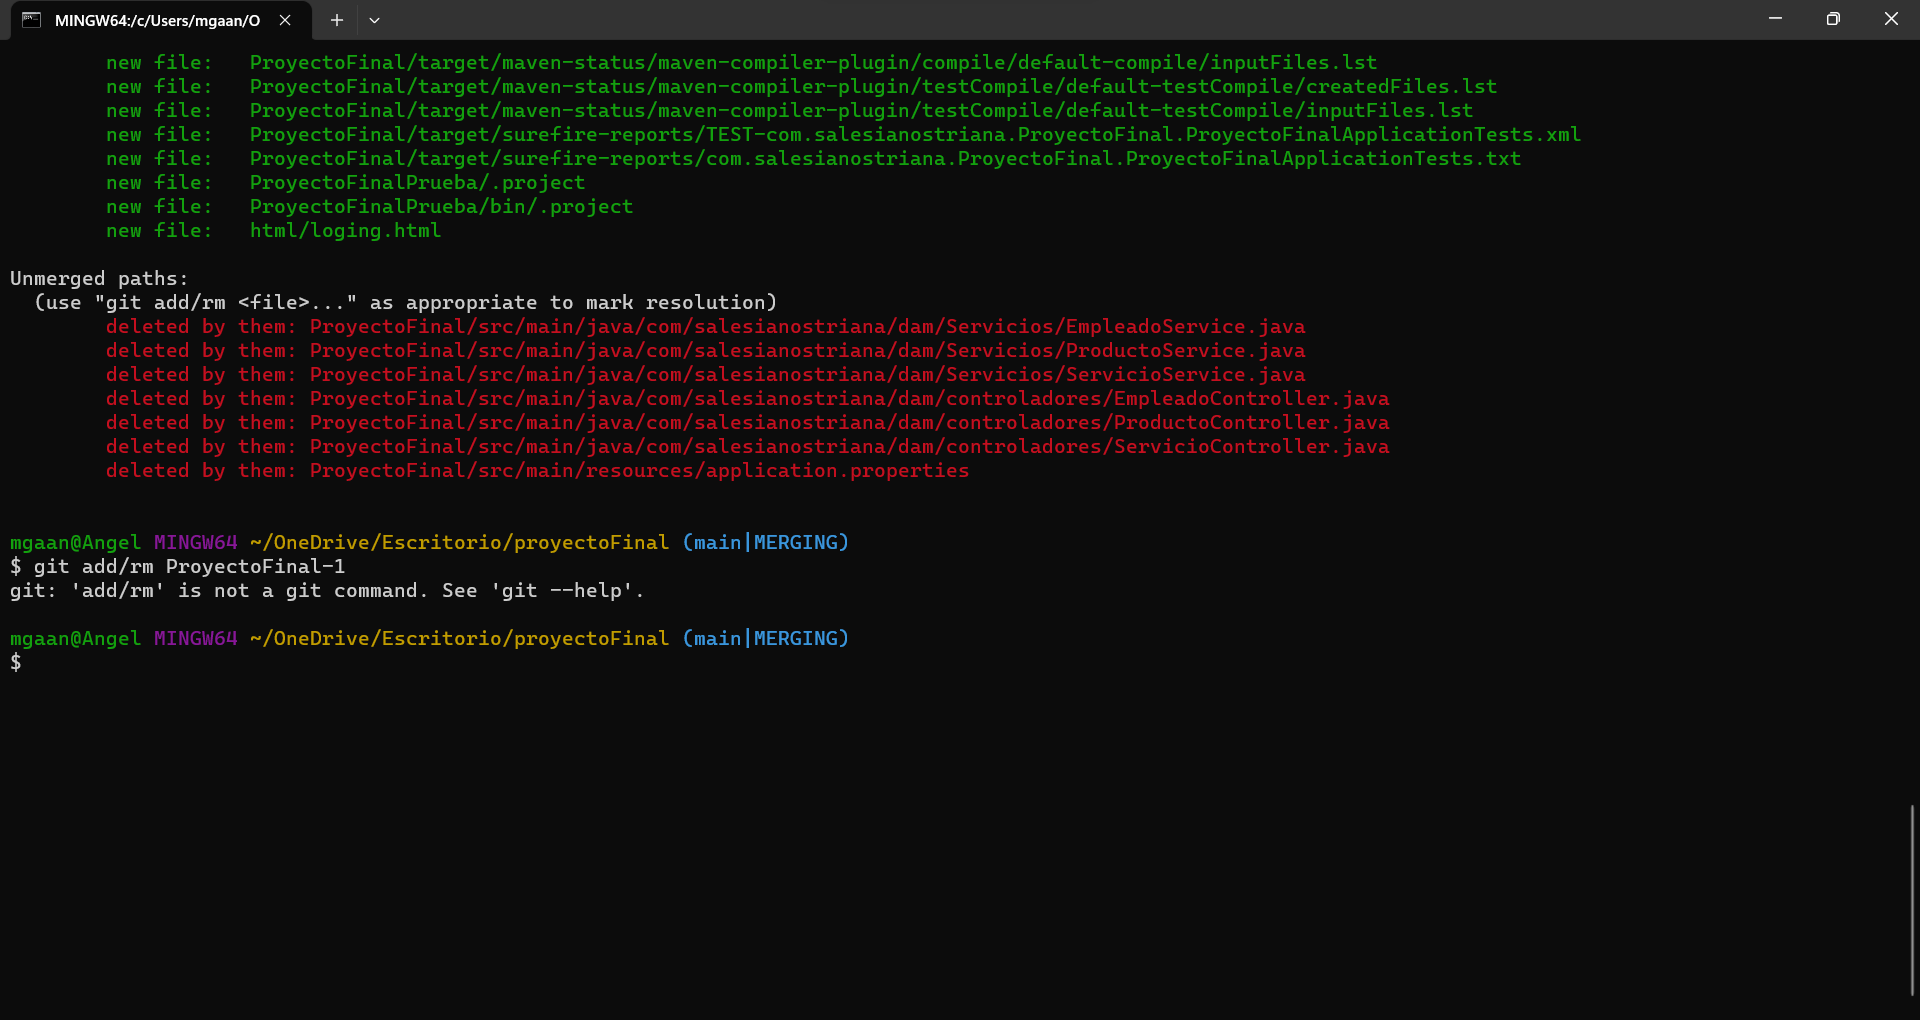 MINGW64:/c/Users/mgaan/O
new file:   ProyectoFinal/target/maven-status/maven-compiler-plugin/compile/default-compile/inputFiles.lst
new file:   ProyectoFinal/target/maven-status/maven-compiler-plugin/testCompile/default-testCompile/createdFiles.lst
new file:   ProyectoFinal/target/maven-status/maven-compiler-plugin/testCompile/default-testCompile/inputFiles.lst
new file:   ProyectoFinal/target/surefire-reports/TEST-com.salesianostriana.ProyectoFinal.ProyectoFinalApplicationTests.xml
new file:   ProyectoFinal/target/surefire-reports/com.salesianostriana.ProyectoFinal.ProyectoFinalApplicationTests.txt
new file:   ProyectoFinalPrueba/.project
new file:   ProyectoFinalPrueba/bin/.project
new file:   html/loging.html
Unmerged paths:
(use "git add/rm <file>..." as appropriate to mark resolution)
deleted by them: ProyectoFinal/src/main/java/com/salesianostriana/dam/Servicios/EmpleadoService.java
deleted by them: ProyectoFinal/src/main/java/com/salesianostriana/dam/Servicios/ProductoService.java
deleted by them: ProyectoFinal/src/main/java/com/salesianostriana/dam/Servicios/ServicioService.java
deleted by them: ProyectoFinal/src/main/java/com/salesianostriana/dam/controladores/EmpleadoController.java
deleted by them: ProyectoFinal/src/main/java/com/salesianostriana/dam/controladores/ProductoController.java
deleted by them: ProyectoFinal/src/main/java/com/salesianostriana/dam/controladores/ServicioController.java
deleted by them: ProyectoFinal/src/main/resources/application.properties
mgaan@Angel MINGW64 ~/OneDrive/Escritorio/proyectoFinal (main|MERGING)
$ git add/rm ProyectoFinal-1
git: 'add/rm' is not a git command. See 'git --help'.
mgaan@Angel MINGW64 ~/OneDrive/Escritorio/proyectoFinal (main|MERGING)
$